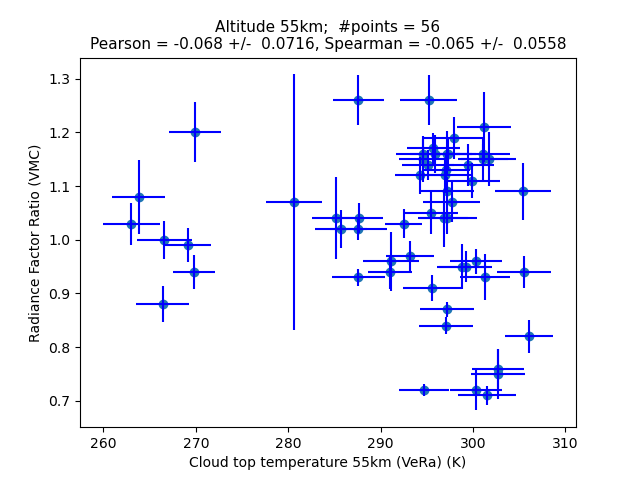 Altitude 55km;  #points = 56
Pearson = -0.068 +/-  0.0716, Spearman = -0.065 +/-  0.0558
Radiance Factor Ratio (VMC)
1.3
1.2
1.1
1.0
0.9
0.8
0.7
260 270 280 290 300 310
Cloud top temperature 55km (VeRa) (K)